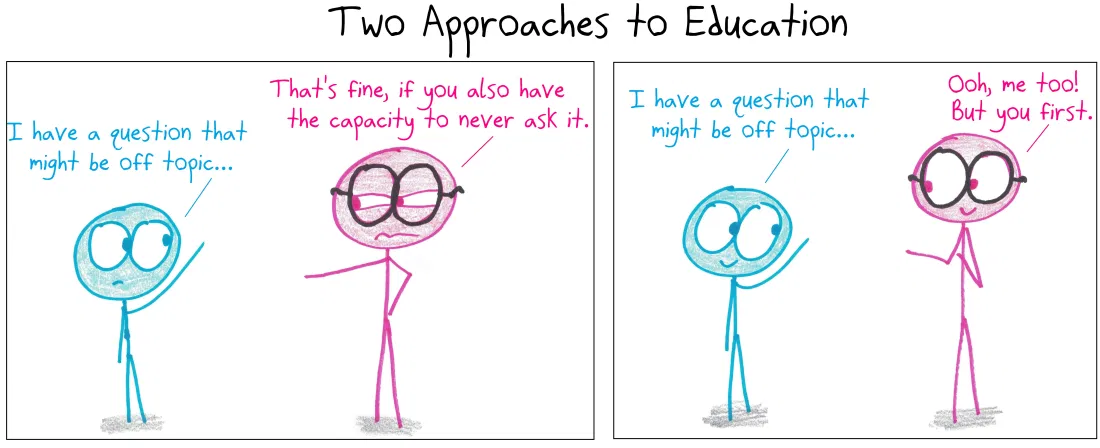 Two Approaches to Education
I have a question that
might be off topic...
That's fine, if you also have
the capacity to never ask it.
I have a question that
might be off topic...
Ooh, me too!
But you first.